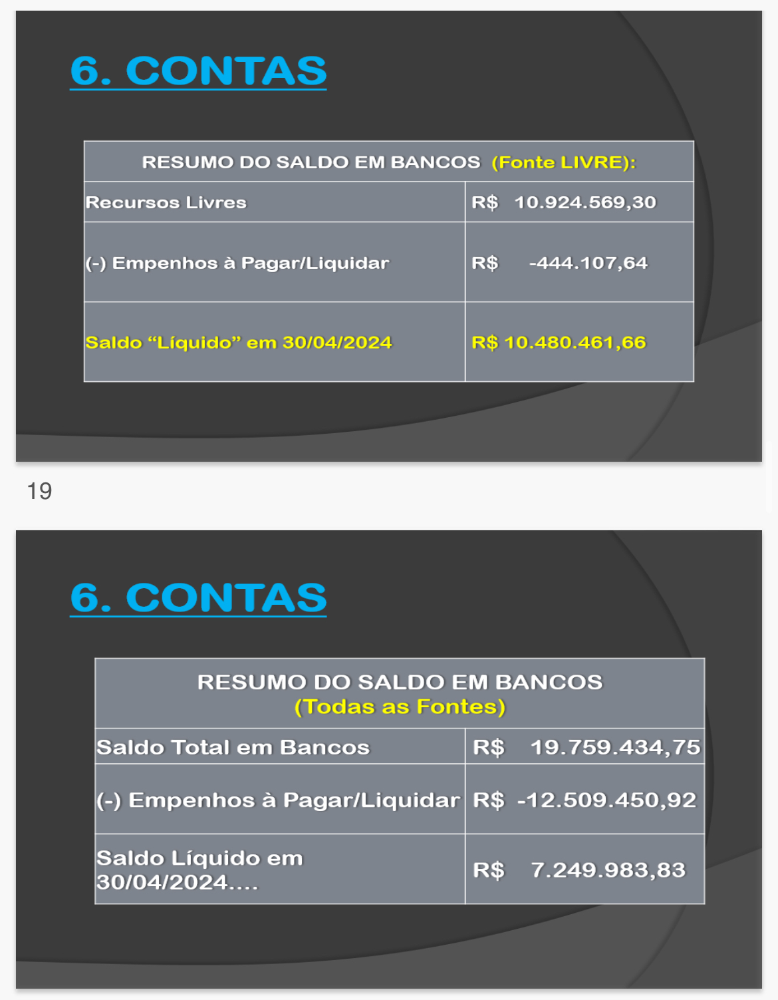 6. CONTAS
RESUMO DO SALDO EM BANCOS (Fonte LIVRE):
Recursos Livres R$ 10.924.569,30
(-) Empenhos à Pagar/Liquidar R$ -444.107,64
Saldo “Líquido” em 30/04/2024 R$ 10.480.461,66
19
6. CONTAS
RESUMO DO SALDO EM BANCOS
(Todas as Fontes)
Saldo Total em Bancos R$ 19.759.434,75
(-) Empenhos à Pagar/Liquidar R$ -12.509.450,92
Saldo Líquido em
30/04/2024.... R$ 7.249.983,83